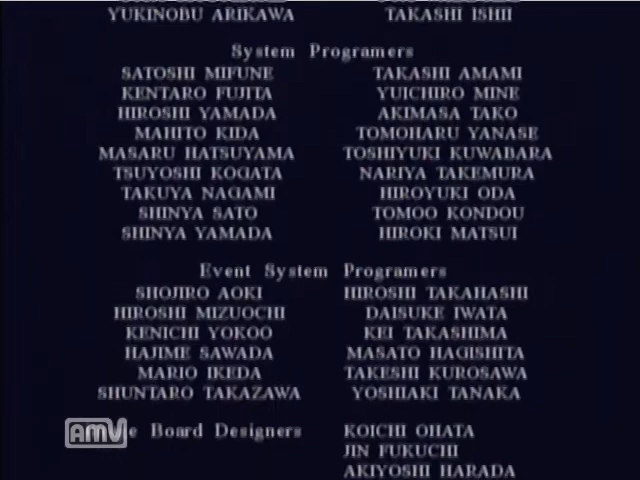 YUKINOBU ARIKAWA TAKASHI ISHII
System Programers
SATOSHI MIFUNE TAKASHI AMAMI
KENTARO FUJITA YUICHIRO MINE
HIROSHI YAMADA AKIMASA TAKO
MAHITO KIDA TOMOHARU YANASE
MASARU HATSUYAMA TOSHIYUKI KUWABARA
TSUYOSHI KOGATA NARIYA TAKEMURA
TAKUYA NAGAMI HIROYUKI ODA
SHINYA SATO TOMOO KONDOU
SHINYA YAMADA HIROKI MATSUI
Event System Programers
SHOJIRO AOKI HIROSHI TAKAHASHI
HIROSHI MIZUOCHI DAISUKE IWATA
KENICHI YOKOO KEI TAKASHIMA
HAJIME SAWADA MASATO HAGISHITA
MARIO IKEDA TAKESHI KUROSAWA
SHUNTARO TAKAZAWA YOSHIAKI TANAKA
AMV e Board Designers KOICHI OHATA
JIN FUKUCHI
AKIYOSHI HARADA